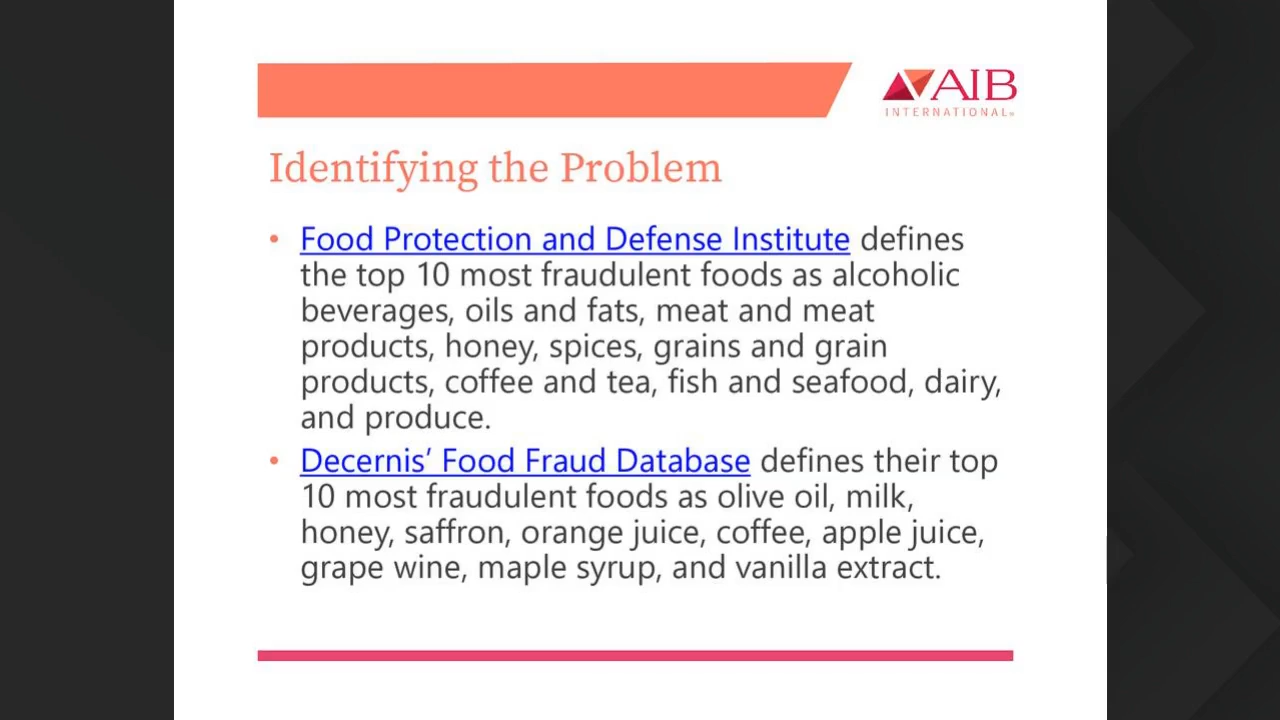 AIB
INTERNATIONAL®
Identifying the Problem
• Food Protection and Defense Institute defines
the top 10 most fraudulent foods as alcoholic
beverages, oils and fats, meat and meat
products, honey, spices, grains and grain
products, coffee and tea, fish and seafood, dairy,
and produce.
• Decernis’ Food Fraud Database defines their top
10 most fraudulent foods as olive oil, milk,
honey, saffron, orange juice, coffee, apple juice,
grape wine, maple syrup, and vanilla extract.